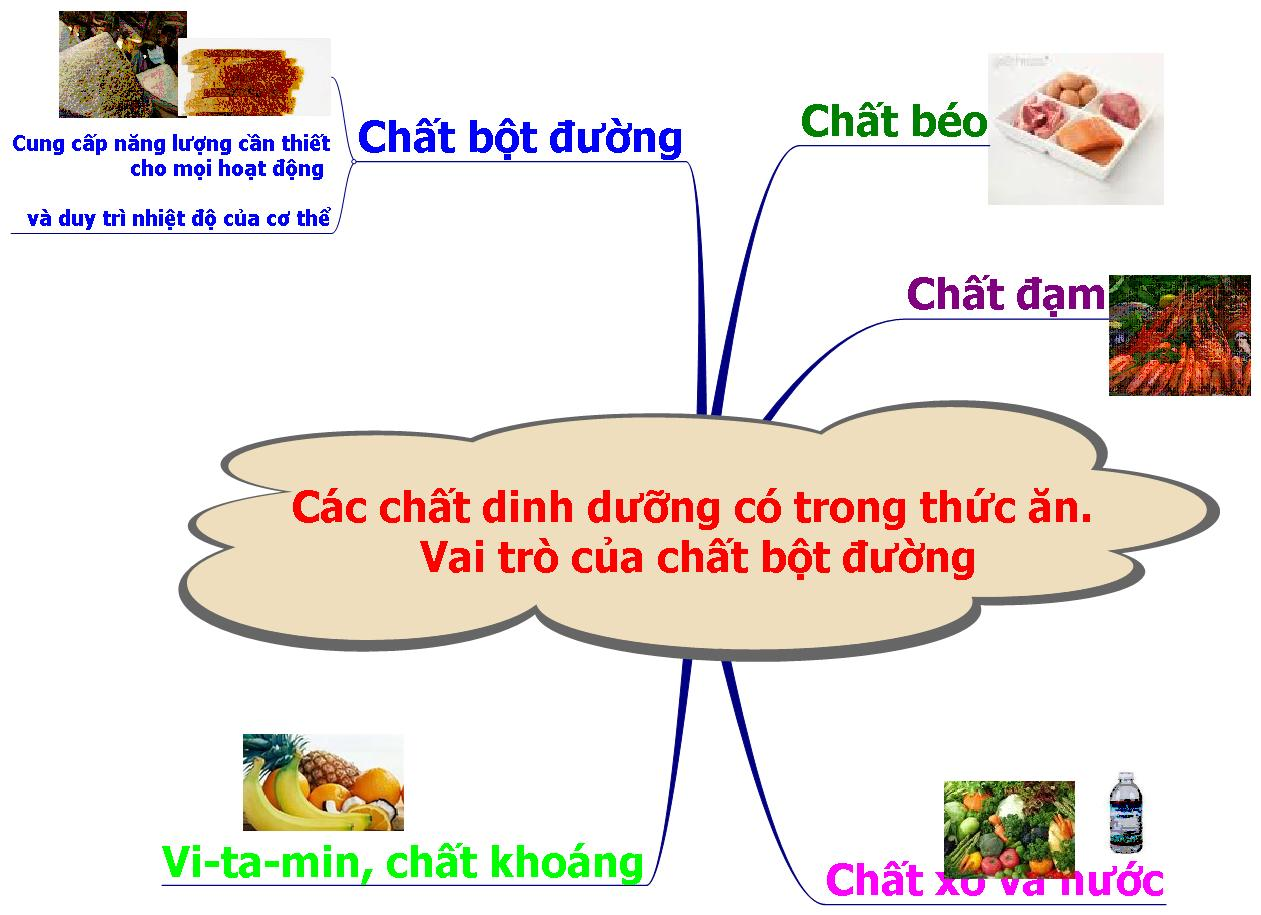 Chất bột đường
Cung cấp năng lượng cần thiết
cho mọi hoạt động
và duy trì nhiệt độ của cơ thể
Chất béo
Chất đạm
Các chất dinh dưỡng có trong thức ăn.
Vai trò của chất bột đường
Vi-ta-min, chất khoáng
Chất xơ và nước